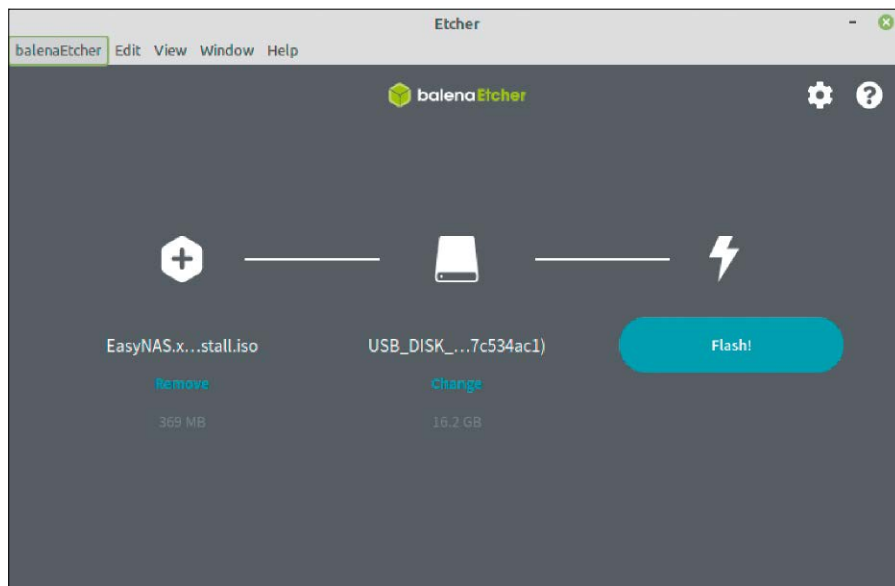 Etcher
balenaEtcher Edit View Window Help
balenaEtcher
EasyNAS.x...stall.iso
USB_DISK_...7c534ac1)
Flash!
Remove
Change
369 MB
16.2 GB